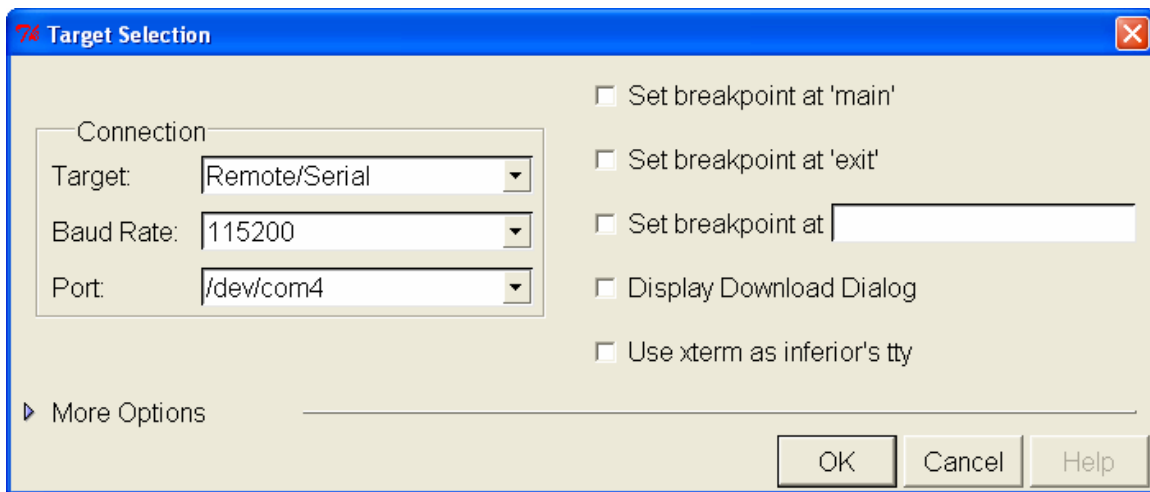 Target Selection
Connection
Target: Remote/Serial
Baud Rate: 115200
Port: /dev/com4
Set breakpoint at 'main'
Set breakpoint at 'exit'
Set breakpoint at
Display Download Dialog
Use xterm as inferior's tty
More Options
OK Cancel Help